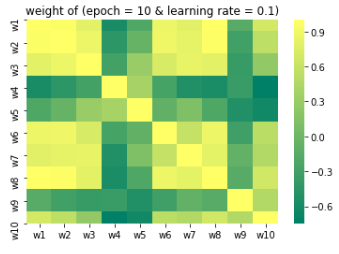 weight of (epoch = 10 & learning rate = 0.1)
w1
w2
w3
w4
w5
w6
w7
w8
w9
w10
0.9
0.6
0.3
0.0
−0.3
−0.6
w1 w2 w3 w4 w5 w6 w7 w8 w9 w10